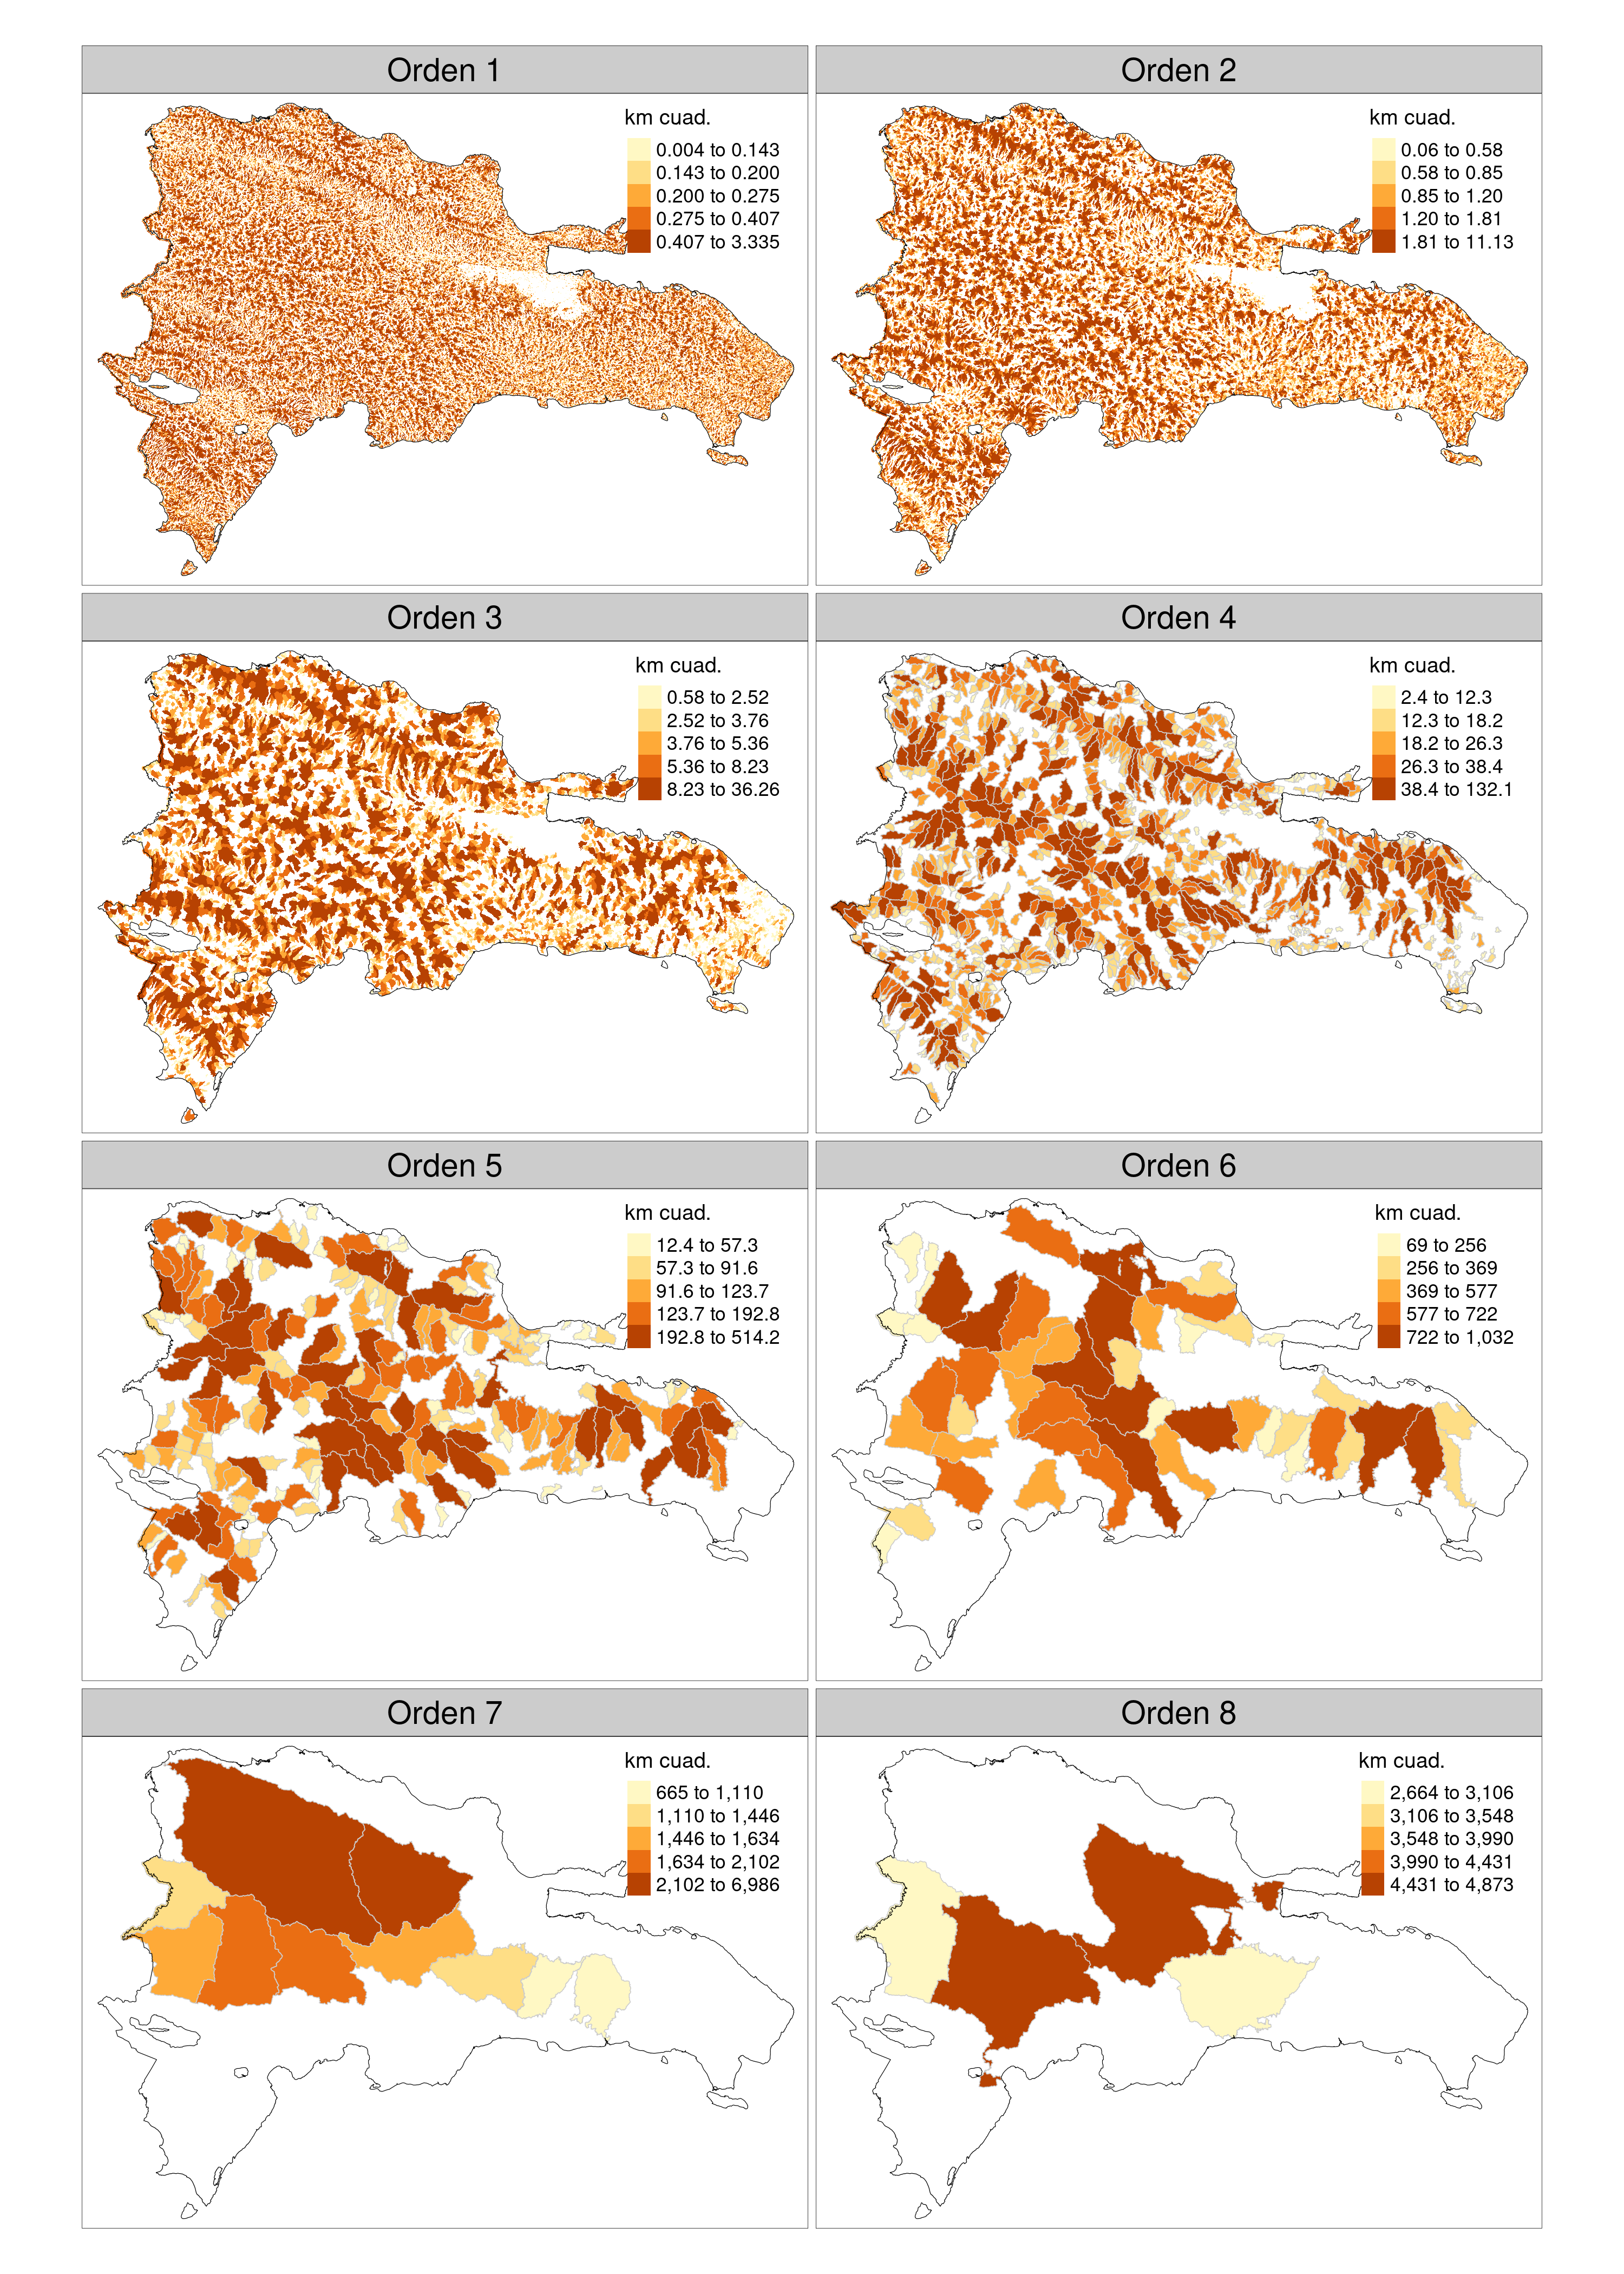 Orden 1
km cuad.
0.004 to 0.143
0.143 to 0.200
0.200 to 0.275
0.275 to 0.407
0.407 to 3.335
Orden 2
km cuad.
0.06 to 0.58
0.58 to 0.85
0.85 to 1.20
1.20 to 1.81
1.81 to 11.13
Orden 3
km cuad.
0.58 to 2.52
2.52 to 3.76
3.76 to 5.36
5.36 to 8.23
8.23 to 36.26
Orden 4
km cuad.
2.4 to 12.3
12.3 to 18.2
18.2 to 26.3
26.3 to 38.4
38.4 to 132.1
Orden 5
km cuad.
12.4 to 57.3
57.3 to 91.6
91.6 to 123.7
123.7 to 192.8
192.8 to 514.2
Orden 6
km cuad.
69 to 256
256 to 369
369 to 577
577 to 722
722 to 1,032
Orden 7
km cuad.
665 to 1,110
1,110 to 1,446
1,446 to 1,634
1,634 to 2,102
2,102 to 6,986
Orden 8
km cuad.
2,664 to 3,106
3,106 to 3,548
3,548 to 3,990
3,990 to 4,431
4,431 to 4,873